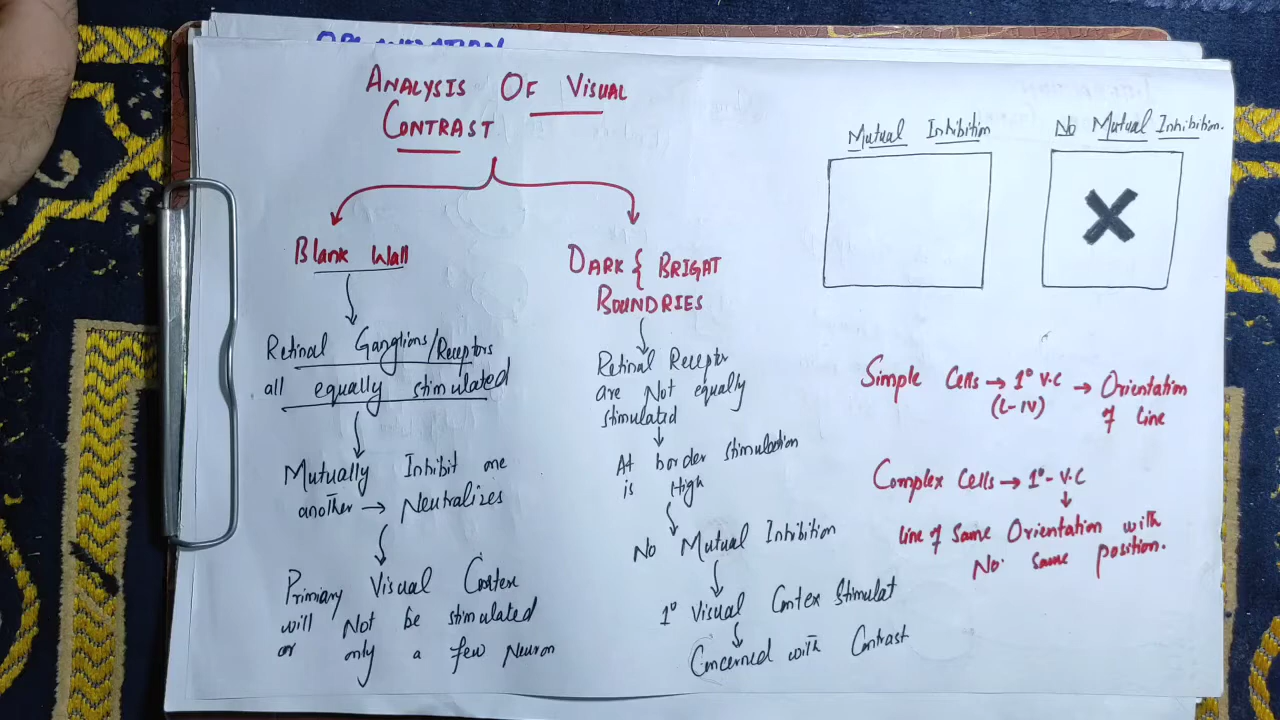 ANALYSIS OF VISUAL
CONTRAST
Blank Wall
Retinal Ganglions/Receptors
all equally stimulated
Mutually Inhibit one
another → Neutralizes
Primary Visual Cortex
will Not be stimulated
or only a few Neuron
DARK & BRIGHT
BOUNDRIES
Retinal Receptor
are Not equally
stimulated
At border stimulation
is High
No Mutual Inhibition
1° Visual Cortex Stimulat
Concerned with Contrast
Mutual Inhibition
No Mutual Inhibition.
Simple Cells → 1° V.C → Orientation
(L-IV) of line
Complex Cells → 1°- V.C
line of Same Orientation with
No. same position.